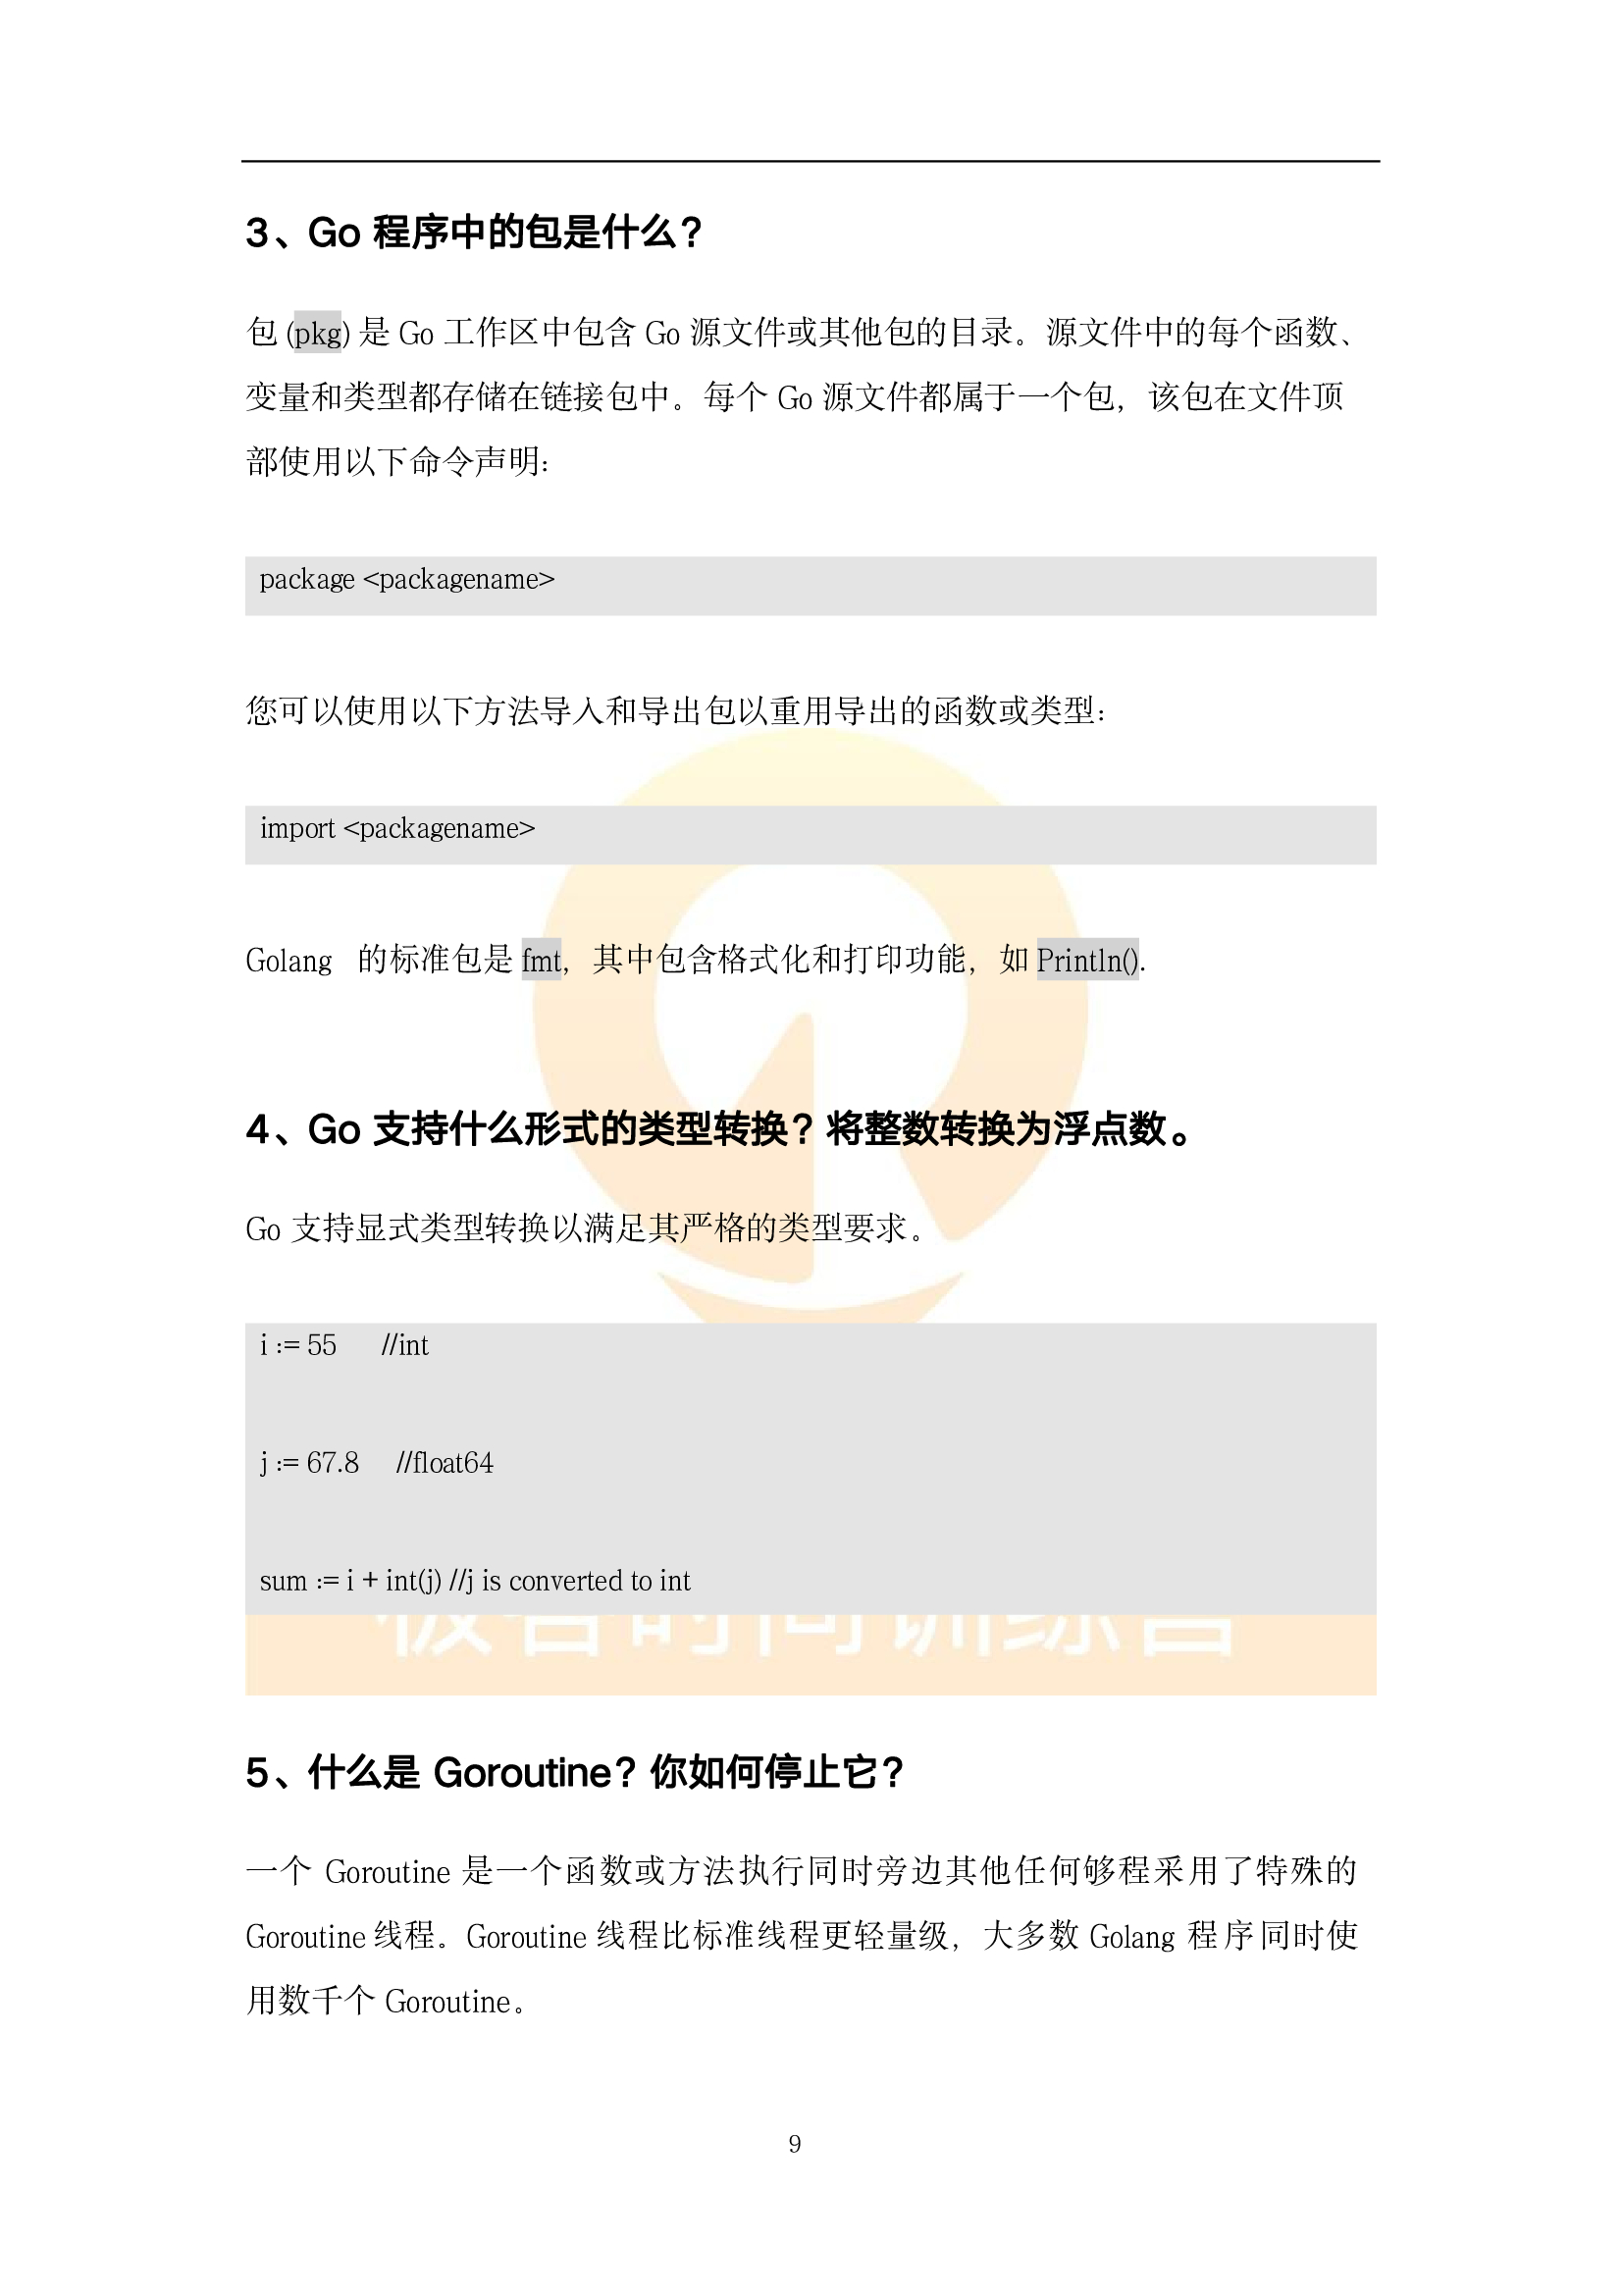 3、Go 程序中的包是什么?
包 (pkg) 是 Go 工作区中包含 Go 源文件或其他包的目录。源文件中的每个函数、
变量和类型都存储在链接包中。每个 Go 源文件都属于一个包，该包在文件顶
部使用以下命令声明:
package <packagename>
您可以使用以下方法导入和导出包以重用导出的函数或类型:
import <packagename>
Golang 的标准包是 fmt，其中包含格式化和打印功能，如 Println().
4、Go 支持什么形式的类型转换? 将整数转换为浮点数。
Go 支持显式类型转换以满足其严格的类型要求。
i := 55 //int
j := 67.8 //float64
sum := i + int(j) //j is converted to int
极客时间训练营
5、什么是 Goroutine? 你如何停止它?
一个 Goroutine 是一个函数或方法执行同时旁边其他任何够程采用了特殊的
Goroutine 线程。Goroutine 线程比标准线程更轻量级，大多数 Golang 程序同时使
用数千个 Goroutine。
9